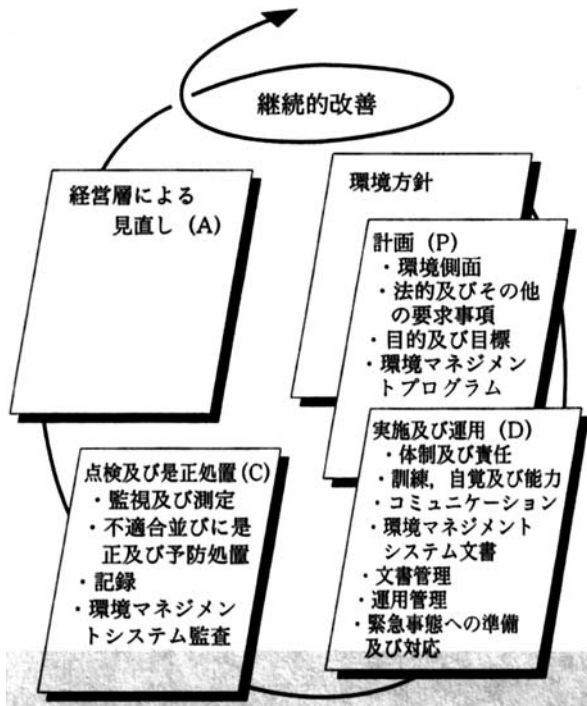 継続的改善
経営層による
見直し(A)
環境方針
計画(P)
・環境側面
・法的及びその他
の要求事項
・目的及び目標
・環境マネジメン
トプログラム
実施及び運用(D)
・体制及び責任
・訓練,自覚及び能力
・コミュニケーション
・環境マネジメント
システム文書
・文書管理
・運用管理
・緊急事態への準備
及び対応
点検及び是正処置(C)
・監視及び測定
・不適合並びに是
正及び予防処置
・記録
・環境マネジメン
トシステム監査